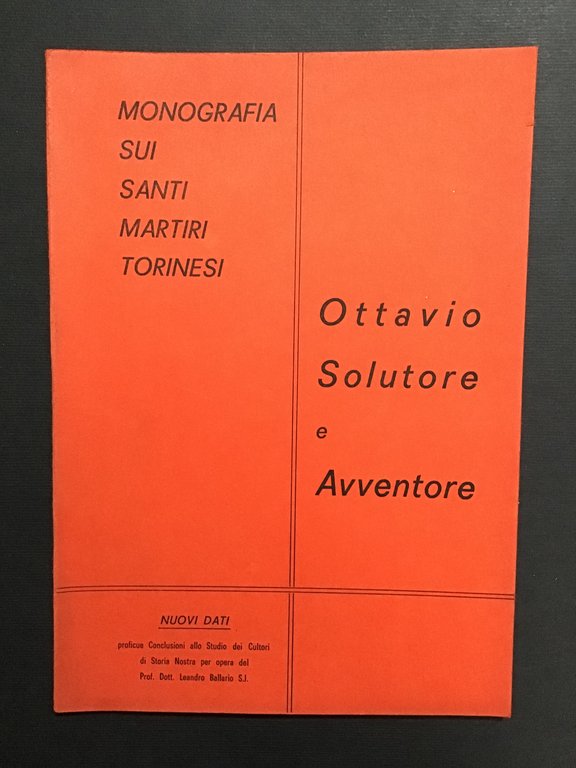 MONOGRAFIA
SUI
SANTI
MARTIRI
TORINESI
Ottavio
Solutore
e
Avventore
NUOVI DATI
proficue Conclusioni allo Studio dei Cultori
di Storia Nostra per opera del
Prof. Dott. Leandro Ballario S.I.